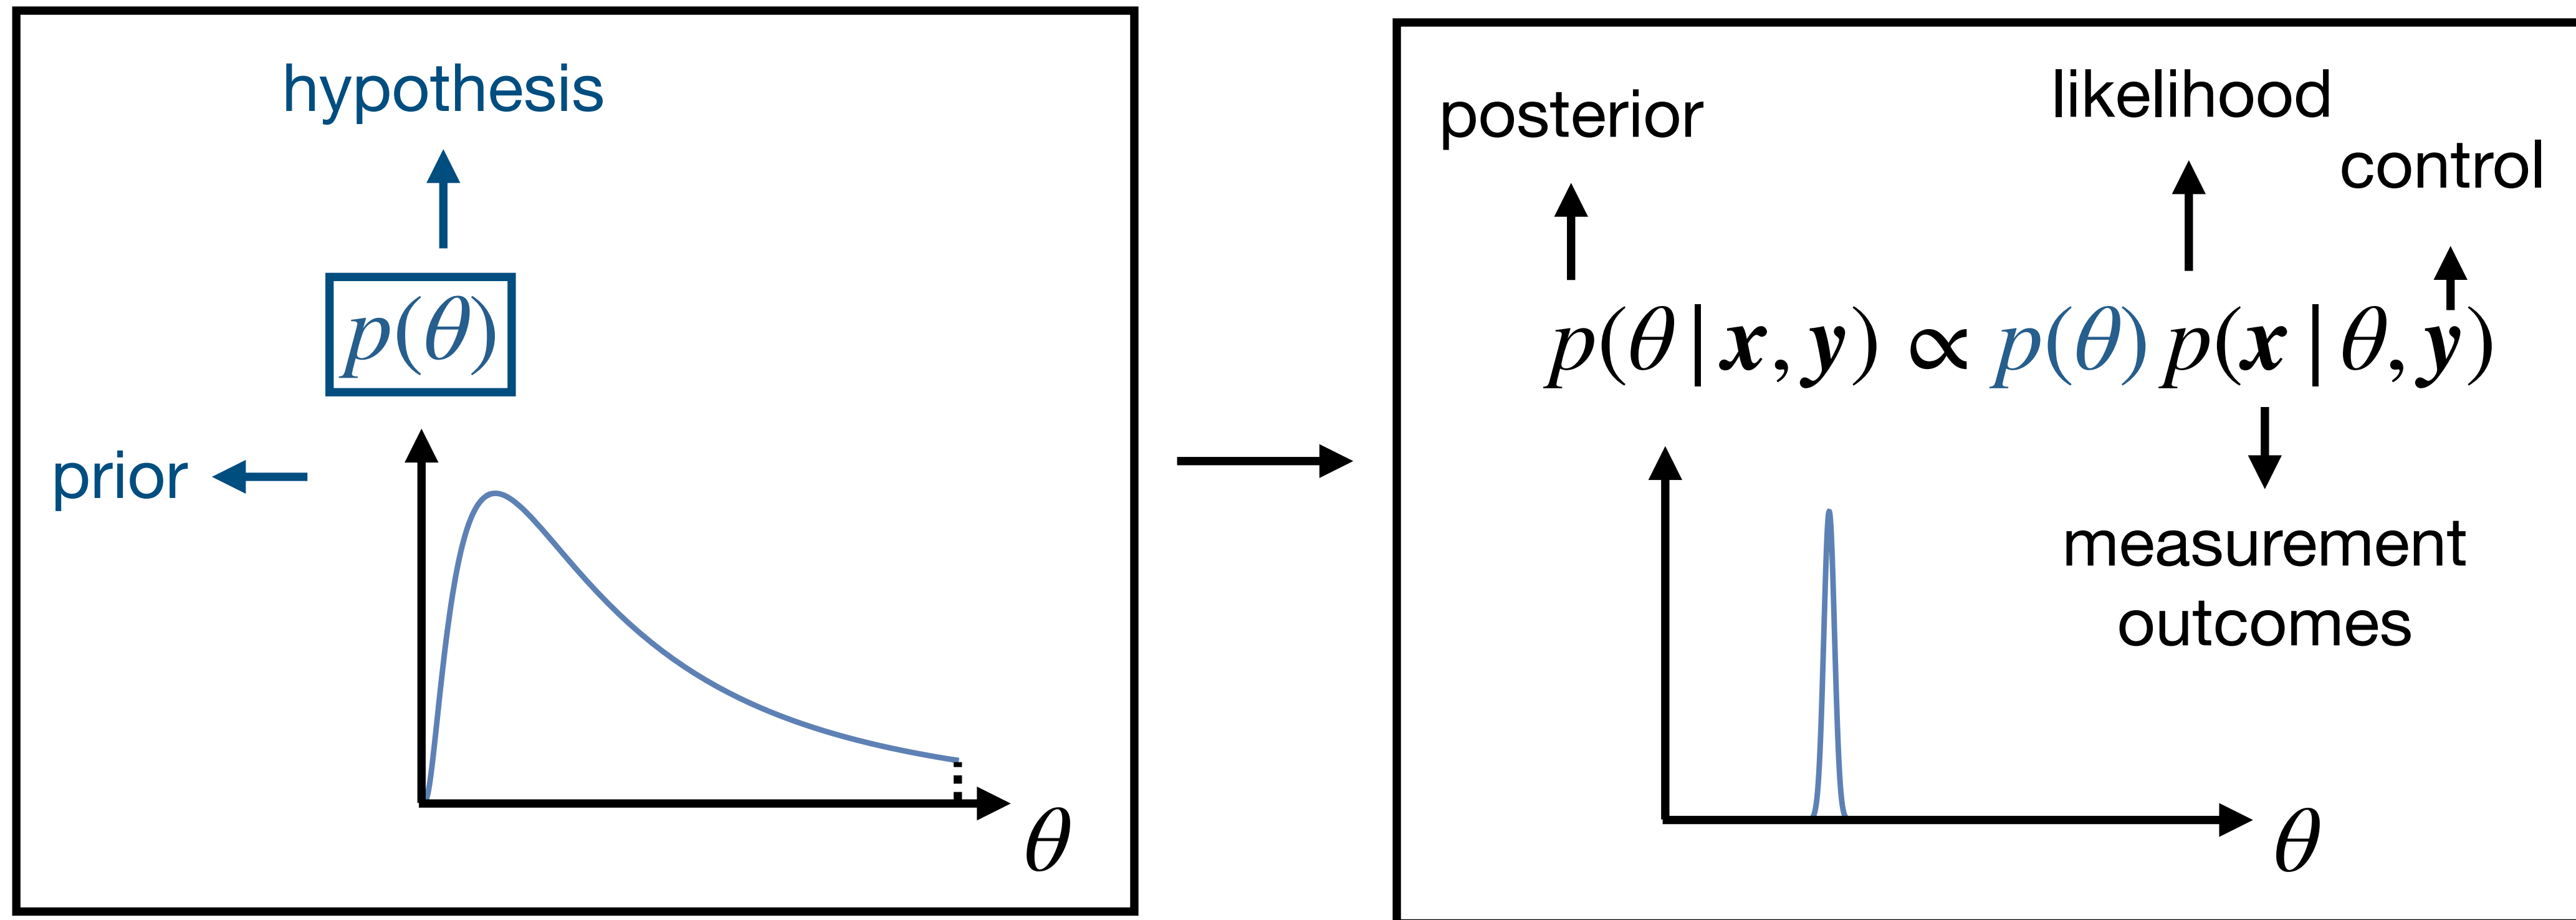 hypothesis
p(θ)
prior
θ
posterior
likelihood
control
p(θ | x, y) ∝ p(θ) p(x | θ, y)
measurement
outcomes
θ